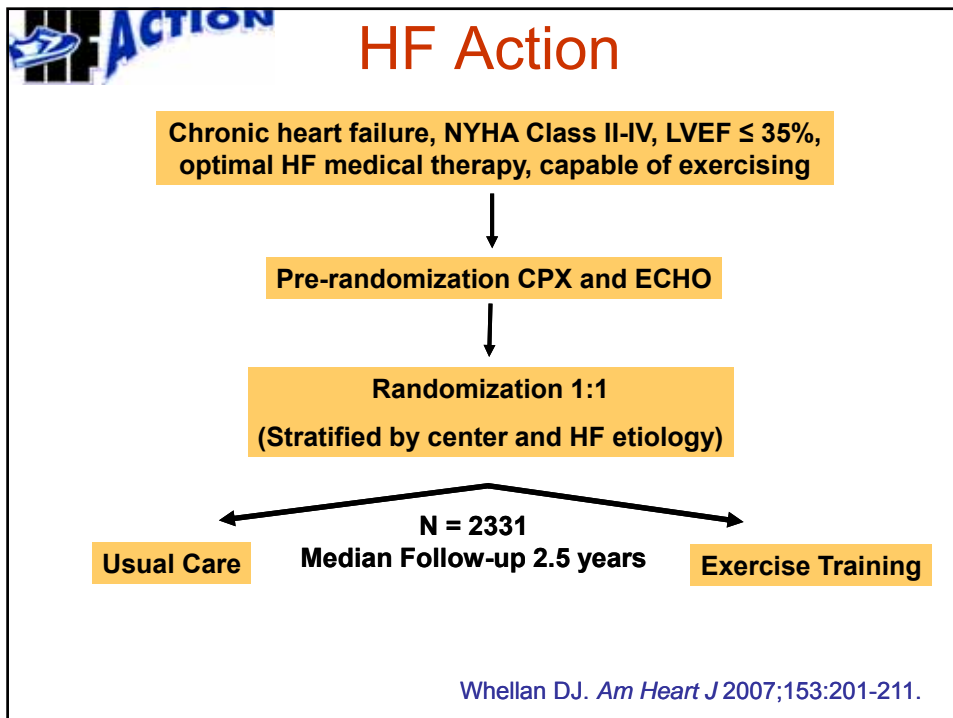 HF ACTION
HF Action
Chronic heart failure, NYHA Class II-IV, LVEF ≤ 35%,
optimal HF medical therapy, capable of exercising
Pre-randomization CPX and ECHO
Randomization 1:1
(Stratified by center and HF etiology)
N = 2331
Median Follow-up 2.5 years
Usual Care
Exercise Training
Whellan DJ. Am Heart J 2007;153:201-211.